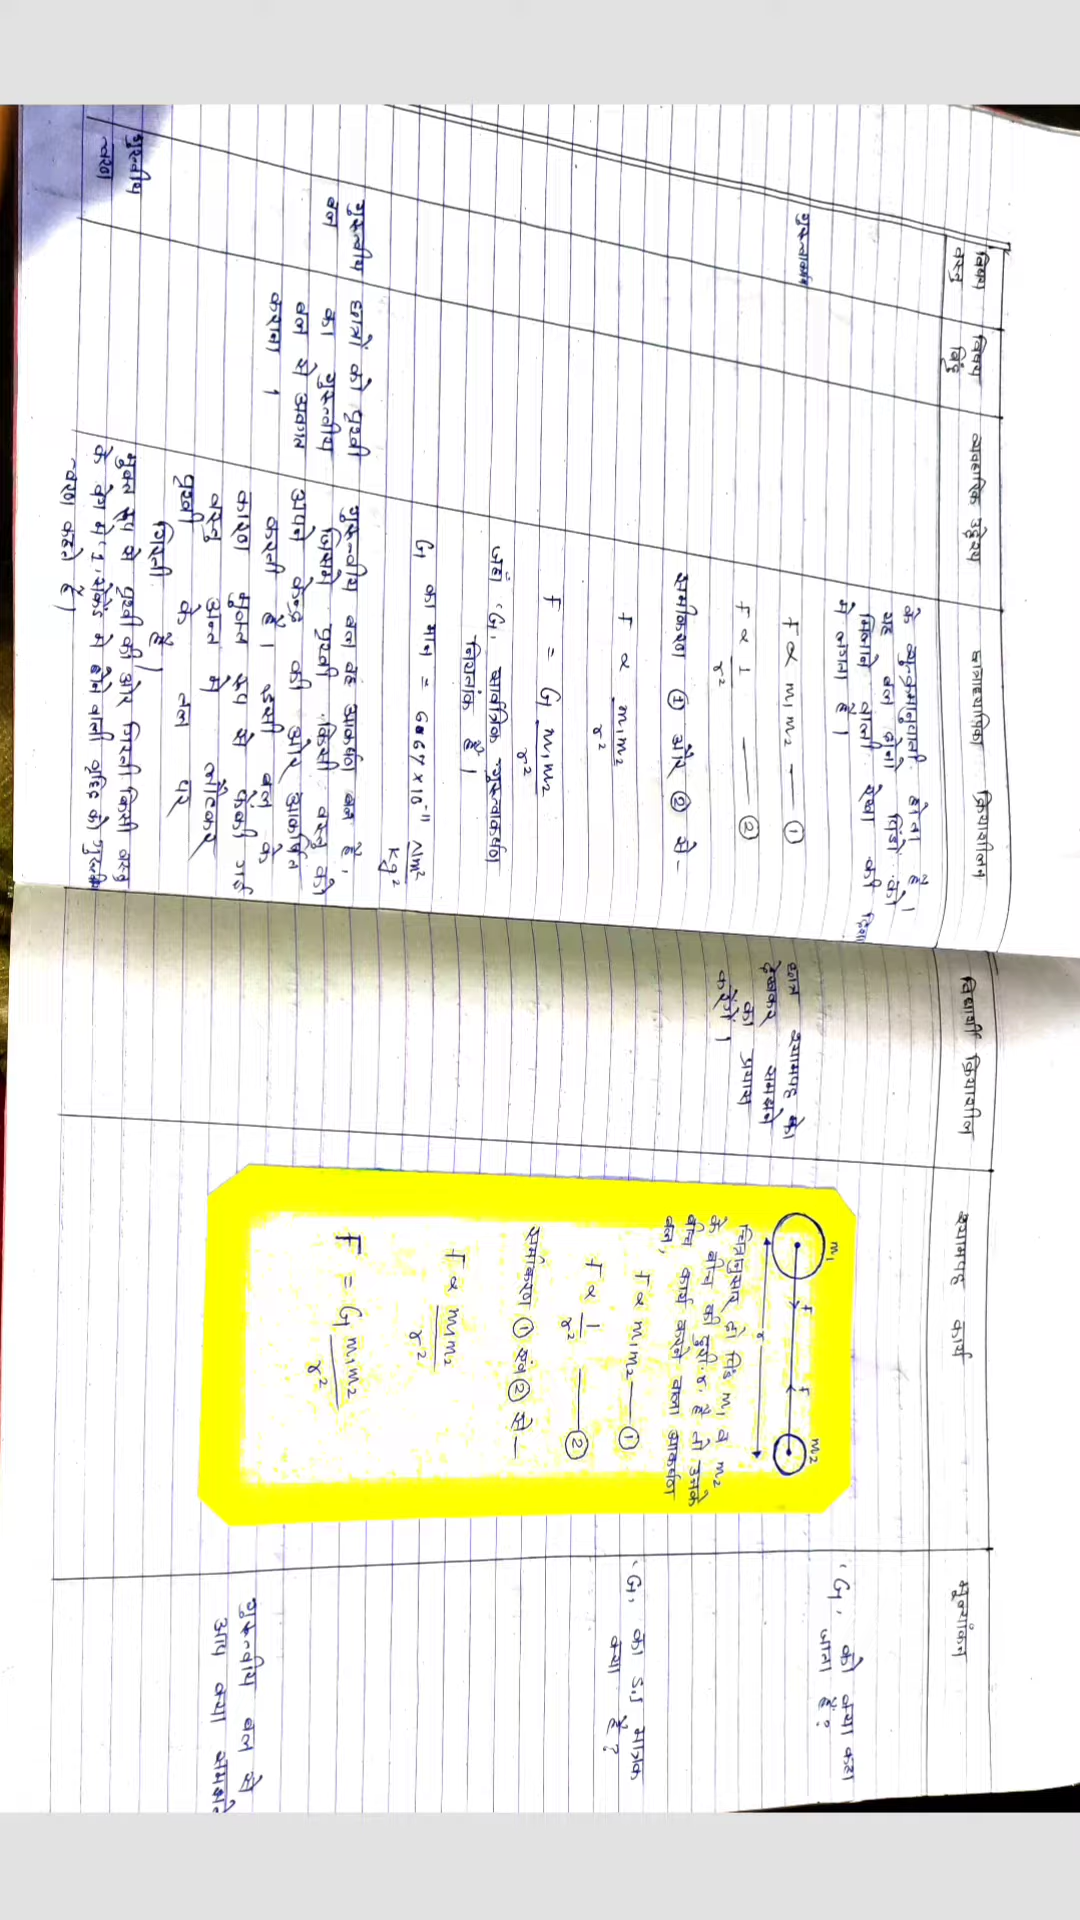 विषय वस्तु
विषय बिंदु
व्यवहारिक उद्देश्य
छात्राध्यापिका क्रियाशीलन
विद्यार्थी क्रियाशील
श्यामपट्ट कार्य
मूल्यांकन
गुरुत्वाकर्षण
के व्युत्क्रमानुपाती होता है।
यह बल दोनो पिंडो को
मिलाने वाली रेखा की दिशा
मे लगता है।
F ∝ m₁m₂ — ①
F ∝ 1/r² — ②
समीकरण ① और ② से-
F ∝ m₁m₂/r²
F = G m₁m₂/r²
जहां 'G' सार्वत्रिक गुरुत्वाकर्षण
नियतांक है।
G का मान = 6.67 × 10⁻¹¹ Nm²/Kg²
गुरुत्वीय
बल
छात्रों को पृथ्वी
का गुरुत्वीय
बल से अवगत
कराना।
गुरुत्वीय बल वह आकर्षण बल है,
जिसमे पृथ्वी किसी वस्तु को
अपने केन्द्र की ओर आकर्षित
करती है। इसी बल के
कारण मुक्त रूप से फेंकी गई
वस्तु अन्त मे लौटकर
पृथ्वी के तल पर
गिरती है।
गुरुत्वीय
त्वरण
मुक्त रूप से पृथ्वी की ओर गिरती किसी वस्तु
के वेग मे '1' सेकेंड मे होने वाली वृद्धि को गुरुत्वीय
त्वरण कहते है।
छात्र श्यामपट्ट को
देखकर समझने
का प्रयास
करेंगे।
m₁ F F m₂
r
चित्रानुसार दो पिंड m₁ व m₂
के बीच की दूरी 'r' है तो उनके
बीच कार्य करने वाला आकर्षण
बल,
F ∝ m₁m₂ — ①
F ∝ 1/r² — ②
समीकरण ① एवं ② से-
F ∝ m₁m₂/r²
F = G m₁m₂/r²
'G' को क्या कहा
जाता है?
'G' का S.I मात्रक
क्या है?
गुरुत्वीय बल से
आप क्या समझते